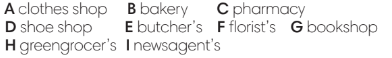 A clothes shop B bakery C pharmacy
D shoe shop E butcher's F florist's G bookshop
H greengrocer's I newsagent's